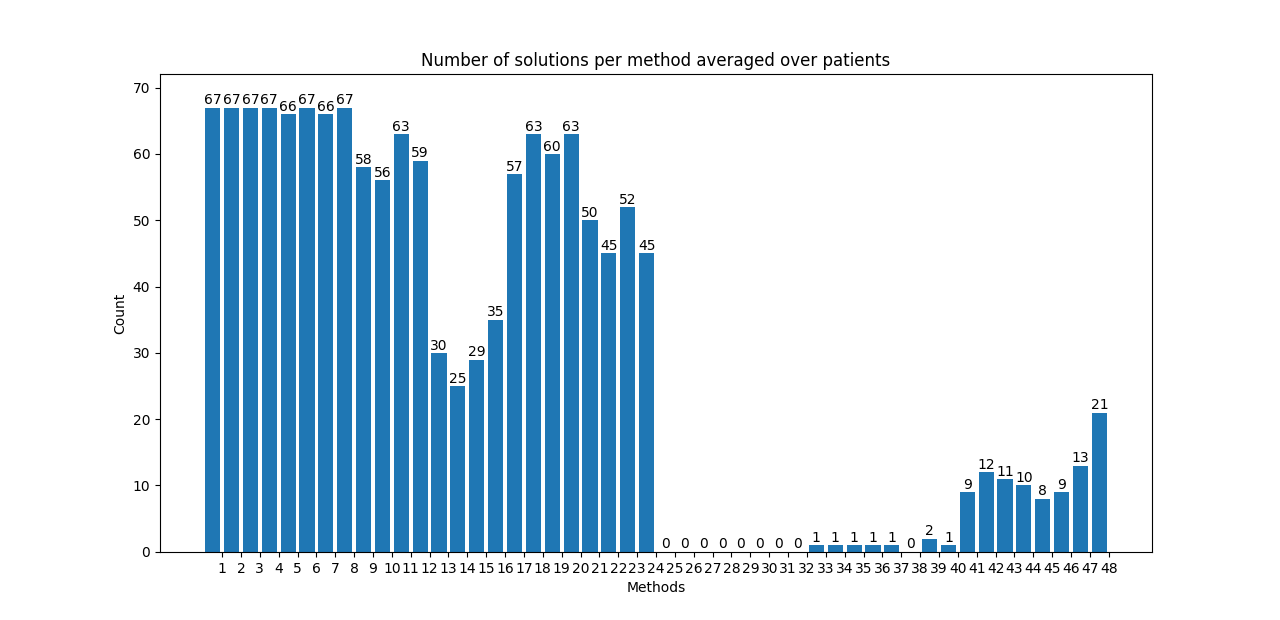 Number of solutions per method averaged over patients
70
60
50
40
30
20
10
0
Count
67 67 67 67 66 67 66 67 58 56 63 59 30 25 29 35 57 63 60 63 50 45 52 45 0 0 0 0 0 0 0 0 1 1 1 1 1 0 2 1 9 12 11 10 8 9 13 21
1 2 3 4 5 6 7 8 9 10 11 12 13 14 15 16 17 18 19 20 21 22 23 24 25 26 27 28 29 30 31 32 33 34 35 36 37 38 39 40 41 42 43 44 45 46 47 48
Methods